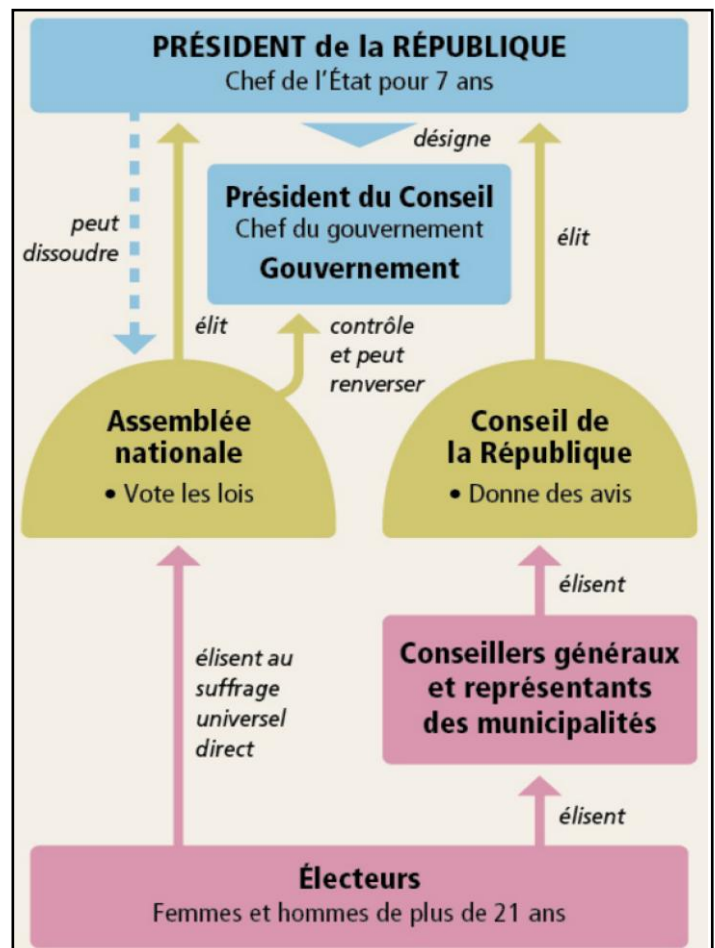 PRÉSIDENT de la RÉPUBLIQUE
Chef de l'État pour 7 ans
désigne
peut
dissoudre
Président du Conseil
Chef du gouvernement
Gouvernement
élit
élit
contrôle
et peut
renverser
Assemblée
nationale
• Vote les lois
Conseil de
la République
• Donne des avis
élisent
élisent au
suffrage
universel
direct
Conseillers généraux
et représentants
des municipalités
élisent
Électeurs
Femmes et hommes de plus de 21 ans